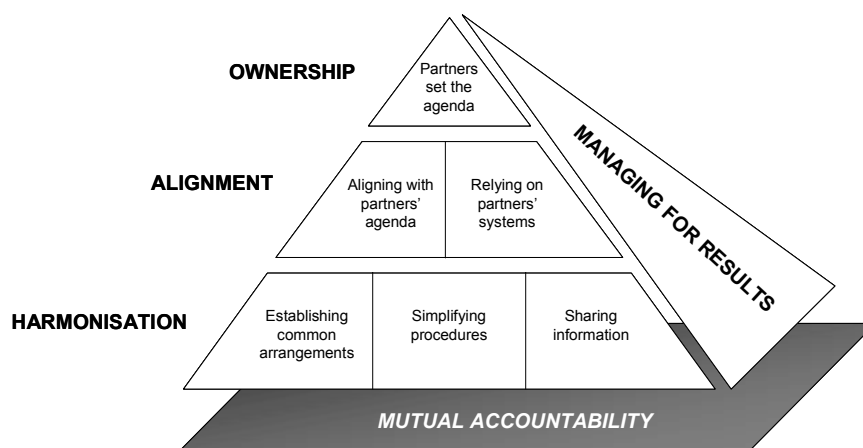 OWNERSHIP
Partners
set the
agenda
ALIGNMENT
Aligning with
partners’
agenda
Relying on
partners’
systems
HARMONISATION
Establishing
common
arrangements
Simplifying
procedures
Sharing
information
MANAGING FOR RESULTS
MUTUAL ACCOUNTABILITY